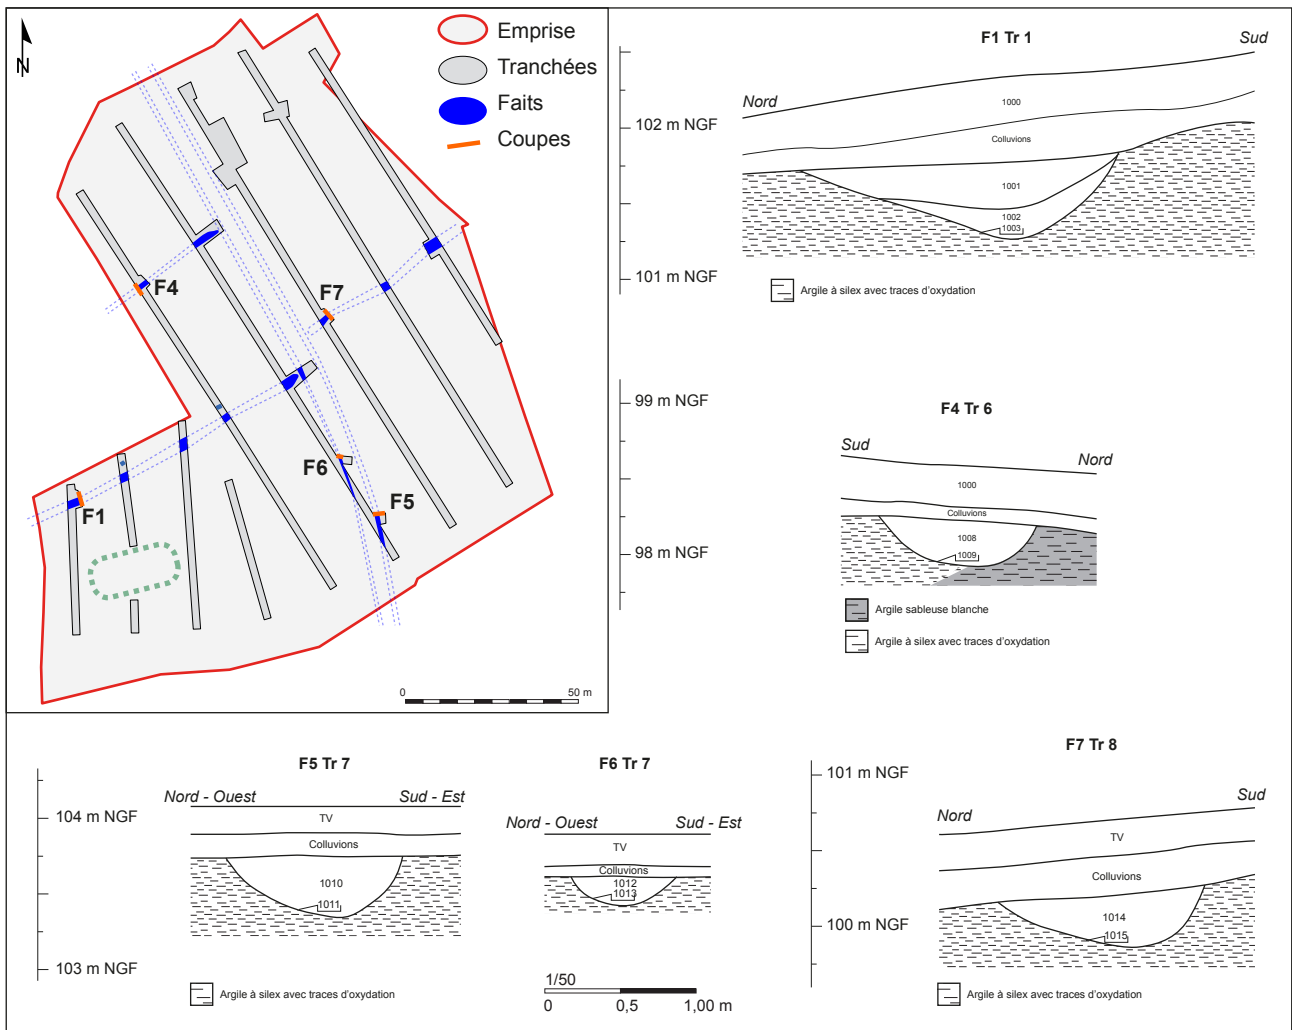 N
Emprise
Tranchées
Faits
Coupes
F4
F7
F6
F5
F1
0 50 m
F1 Tr 1
Nord
Sud
102 m NGF
101 m NGF
1000
Colluvions
1001
1002
1003
Argile à silex avec traces d'oxydation
F4 Tr 6
99 m NGF
98 m NGF
Sud
Nord
1000
Colluvions
1008
1009
Argile sableuse blanche
Argile à silex avec traces d'oxydation
F5 Tr 7
Nord - Ouest Sud - Est
104 m NGF
103 m NGF
TV
Colluvions
1010
1011
Argile à silex avec traces d'oxydation
F6 Tr 7
Nord - Ouest Sud - Est
TV
Colluvions
1012
1013
1/50
0 0,5 1,00 m
F7 Tr 8
101 m NGF
100 m NGF
Nord
Sud
TV
Colluvions
1014
1015
Argile à silex avec traces d'oxydation